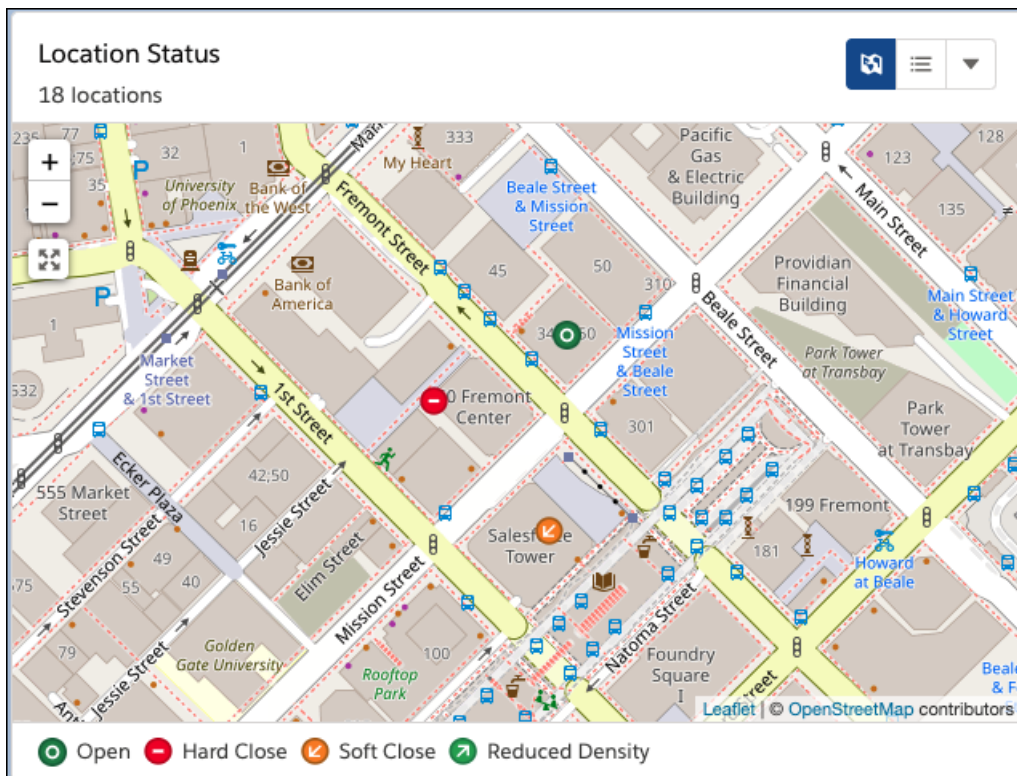 Location Status
18 locations
+
−
235
77
32
1
35
University
of Phoenix
Bank of
the West
333
My Heart
Pacific
Gas
& Electric
Building
128
123
135
Beale Street
& Mission
Street
Main Street
Fremont Street
Bank of
America
45
50
310
Providian
Financial
Building
Main Street
& Howard
Street
1
Market
Street
& 1st Street
532
Mission
Street
& Beale
Street
Beale Street
Park Tower
at Transbay
1st Street
Fremont
Center
301
Park
Tower
at Transbay
555 Market
Street
Ecker Plaza
42;50
Jessie Street
16
Salesforce
Tower
199 Fremont
181
Howard
at Beale
Stevenson Street
49
40
55
Elim Street
Mission Street
79
Jessie Street
Golden
Gate University
100
Rooftop
Park
Natoma Street
Foundry
Square
I
Leaflet | © OpenStreetMap contributors
Open
Hard Close
Soft Close
Reduced Density